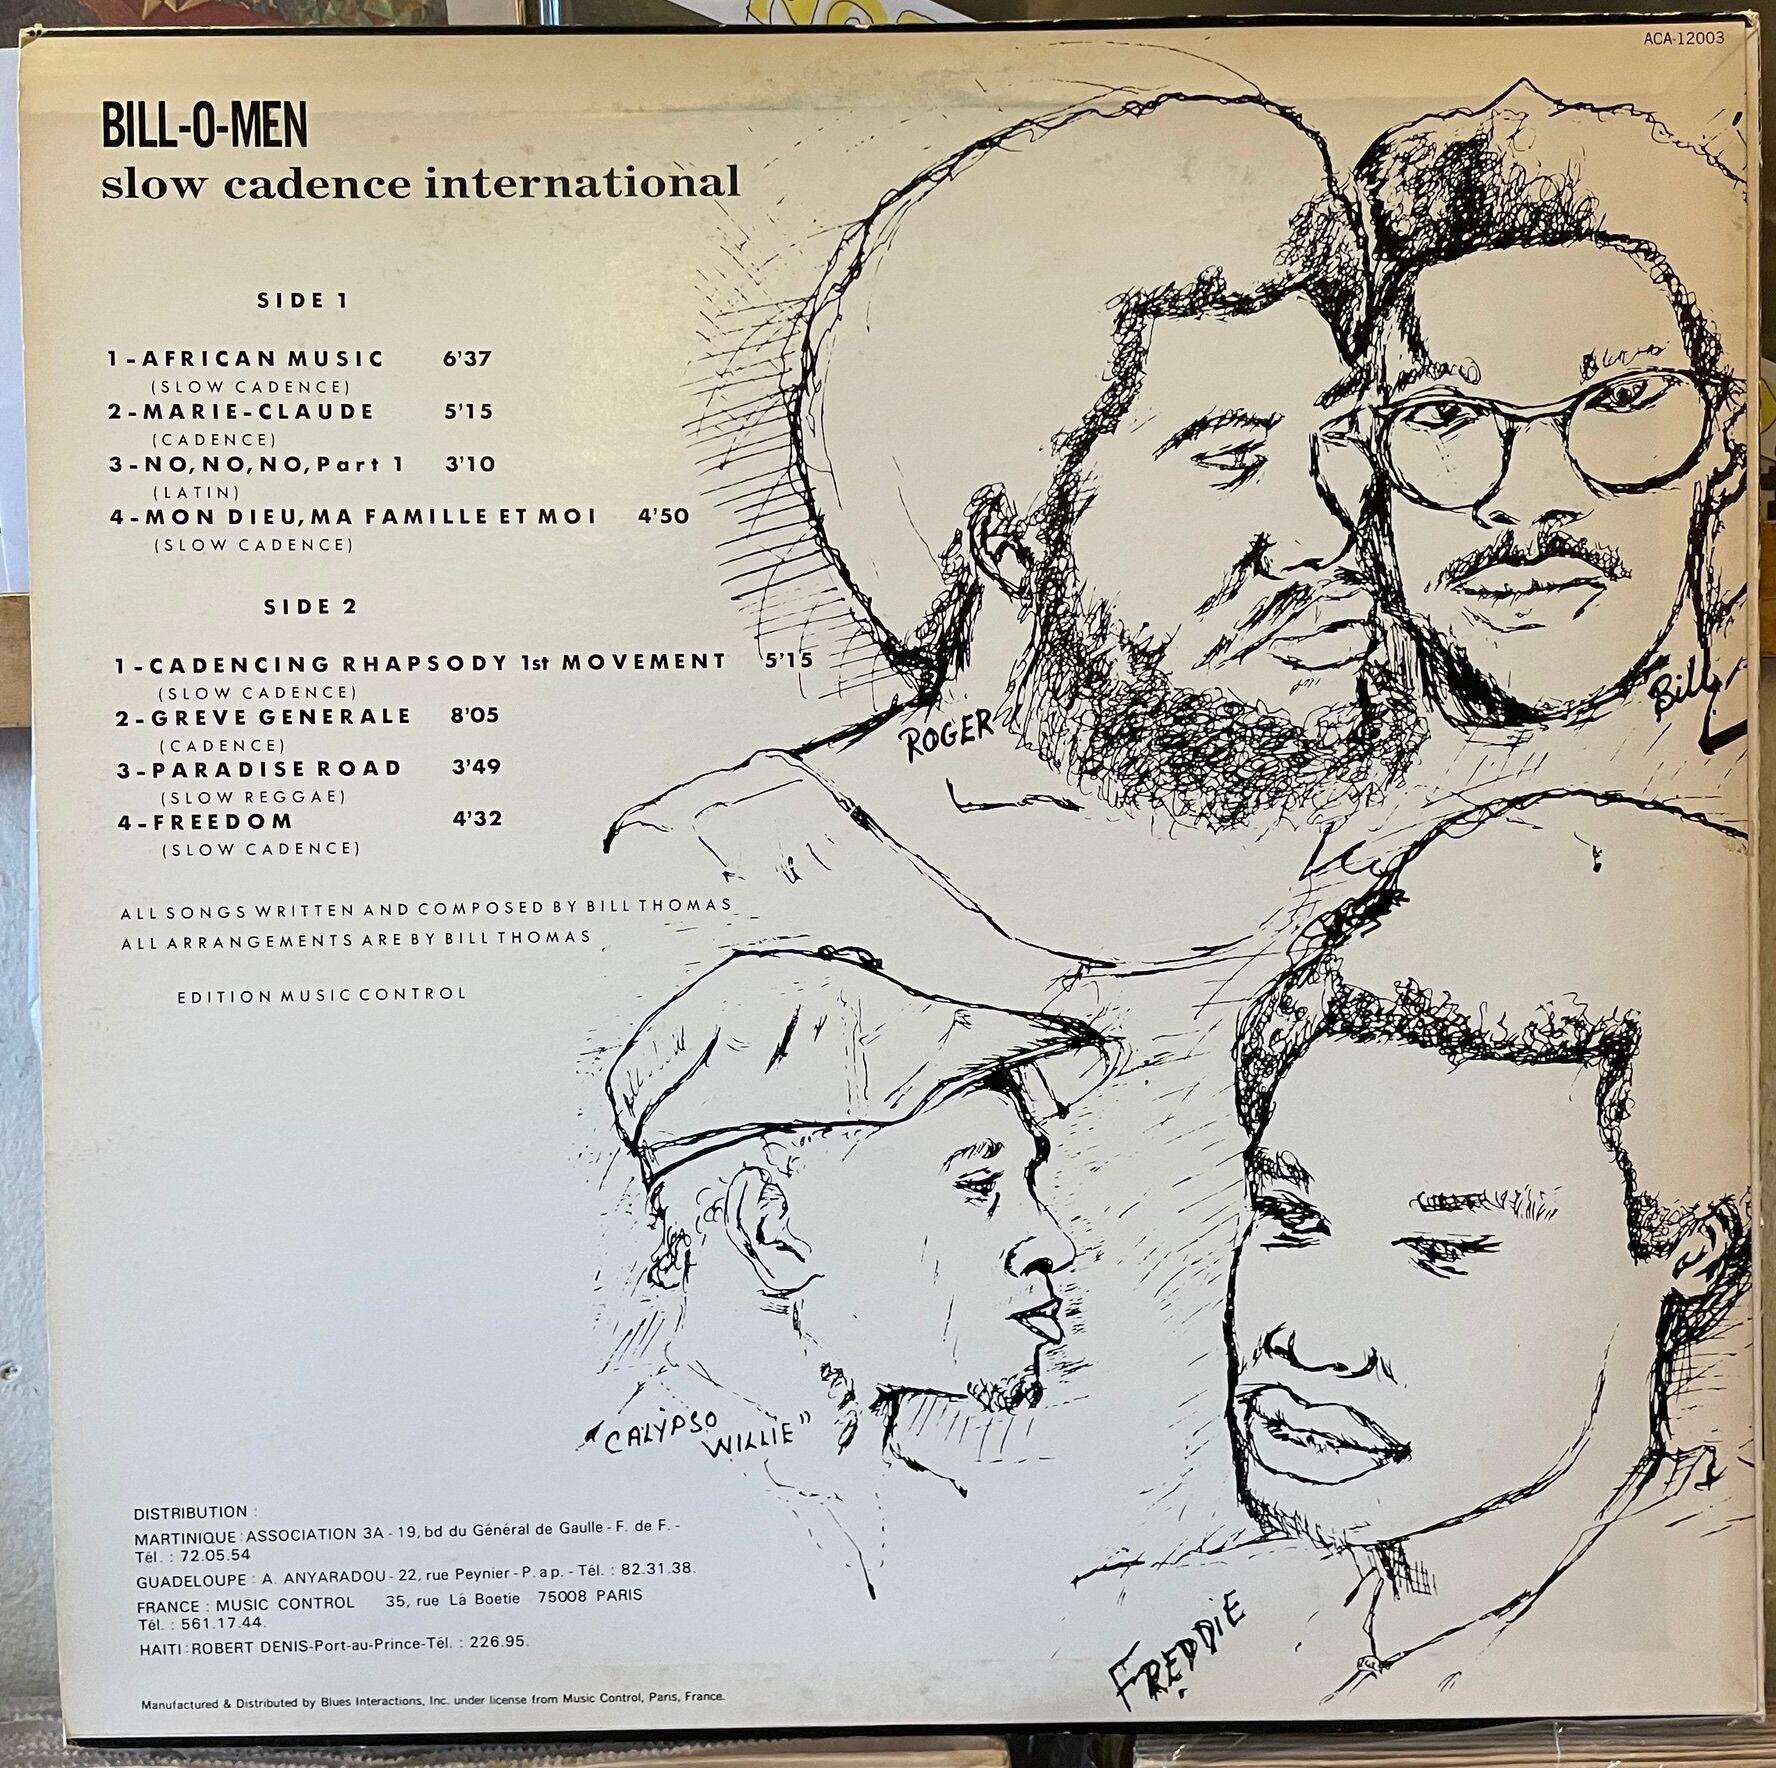 ACA-12003
BILL-O-MEN
slow cadence international
SIDE 1
1-AFRICAN MUSIC 6'37
(SLOW CADENCE)
2-MARIE-CLAUDE 5'15
(CADENCE)
3-NO,NO,NO,Part 1 3'10
(LATIN)
4-MON DIEU,MA FAMILLE ET MOI 4'50
(SLOW CADENCE)
SIDE 2
1-CADENCING RHAPSODY 1st MOVEMENT 5'15
(SLOW CADENCE)
2-GREVE GENERALE 8'05
(CADENCE)
3-PARADISE ROAD 3'49
(SLOW REGGAE)
4-FREEDOM 4'32
(SLOW CADENCE)
ALL SONGS WRITTEN AND COMPOSED BY BILL THOMAS
ALL ARRANGEMENTS ARE BY BILL THOMAS
EDITION MUSIC CONTROL
ROGER
Bill
"CALYPSO
WILLIE"
FREDDIE
DISTRIBUTION :
MARTINIQUE : ASSOCIATION 3A - 19, bd du Général de Gaulle - F. de F. -
Tél. : 72.05.54
GUADELOUPE : A. ANYARADOU - 22, rue Peynier - P. a p. - Tél. : 82.31.38.
FRANCE : MUSIC CONTROL 35, rue Lá Boetie 75008 PARIS
Tél. : 561.17.44.
HAITI : ROBERT DENIS-Port-au-Prince-Tél. : 226.95.
Manufactured & Distributed by Blues Interactions, Inc. under license from Music Control, Paris, France.